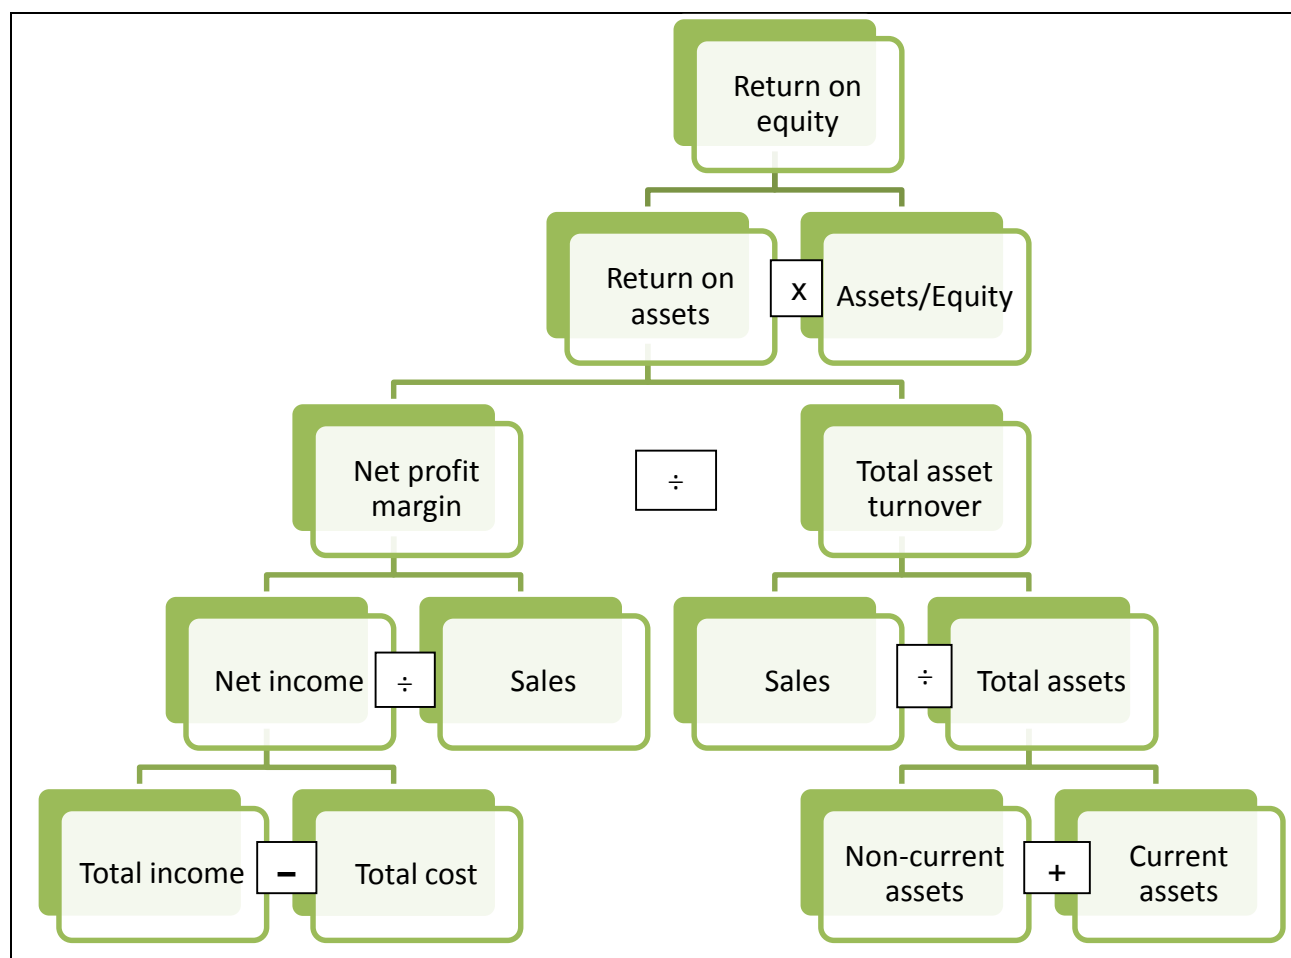 Return on
equity
Return on
assets
x
Assets/Equity
Net profit
margin
÷
Total asset
turnover
Net income
÷
Sales
Sales
÷
Total assets
Total income
–
Total cost
Non-current
assets
+
Current
assets